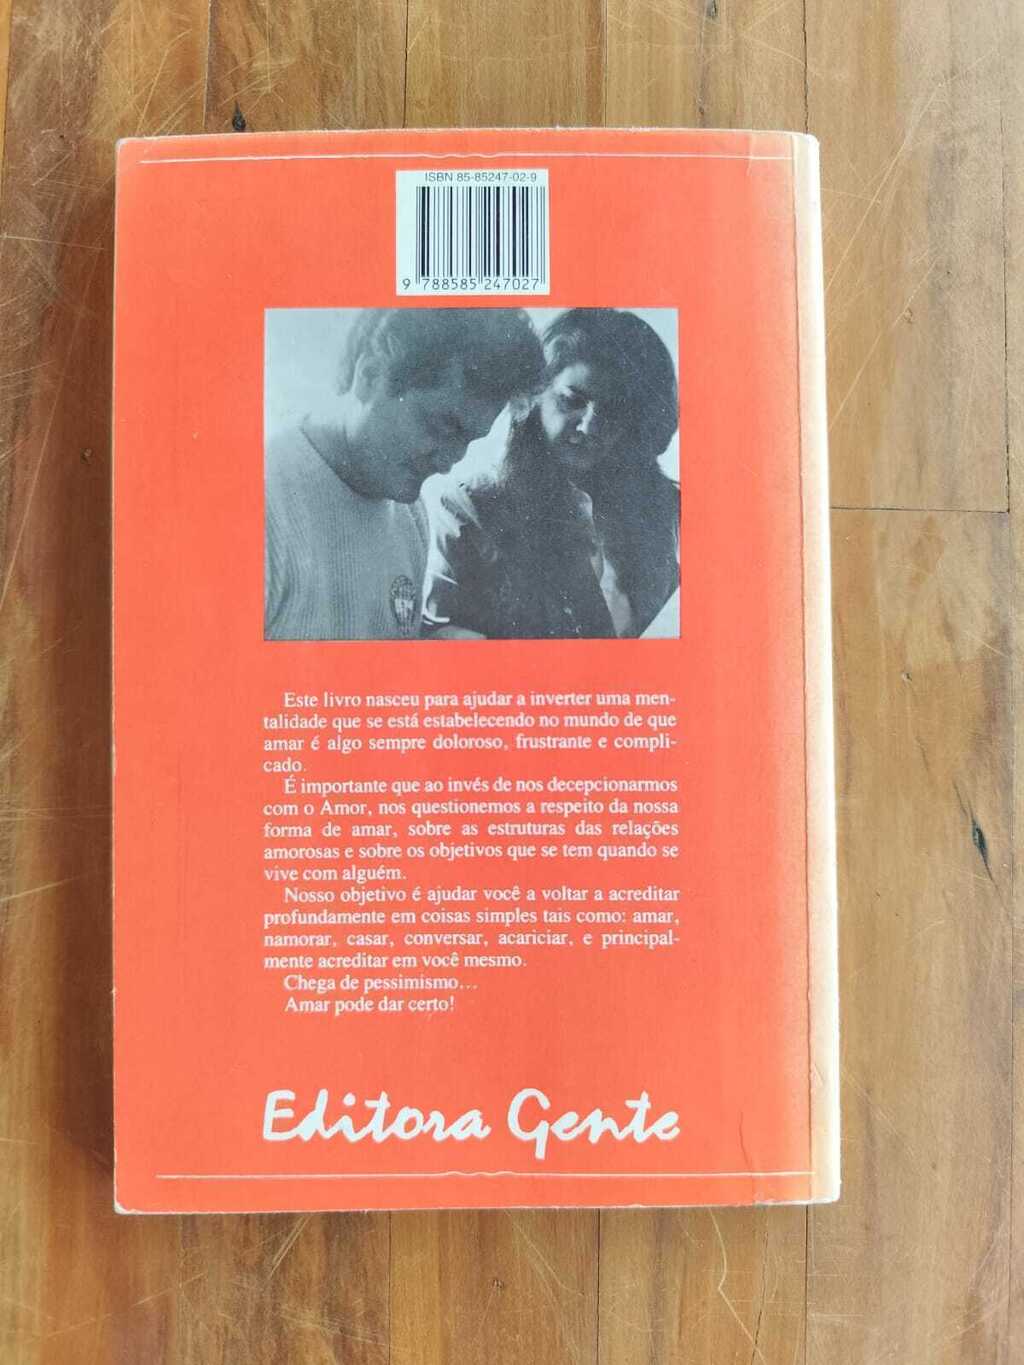 ISBN 85-85247-02-9
9 788585 247027
Este livro nasceu para ajudar a inverter uma men-
talidade que se está estabelecendo no mundo de que
amar é algo sempre doloroso, frustrante e compli-
cado.
É importante que ao invés de nos decepcionarmos
com o Amor, nos questionemos a respeito da nossa
forma de amar, sobre as estruturas das relações
amorosas e sobre os objetivos que se tem quando se
vive com alguém.
Nosso objetivo é ajudar você a voltar a acreditar
profundamente em coisas simples tais como: amar,
namorar, casar, conversar, acariciar, e principal-
mente acreditar em você mesmo.
Chega de pessimismo...
Amar pode dar certo!
Editora Gente